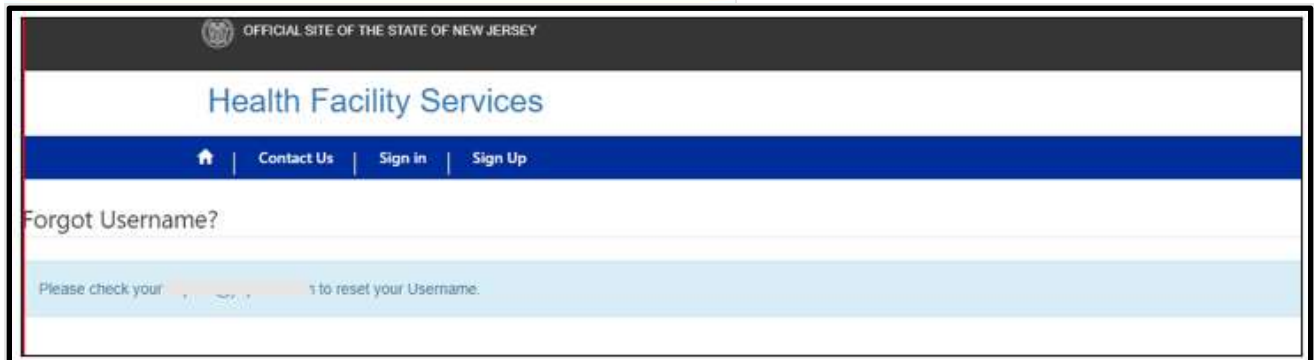 OFFICIAL SITE OF THE STATE OF NEW JERSEY
Health Facility Services
| Contact Us | Sign in | Sign Up
Forgot Username?
Please check your to reset your Username.